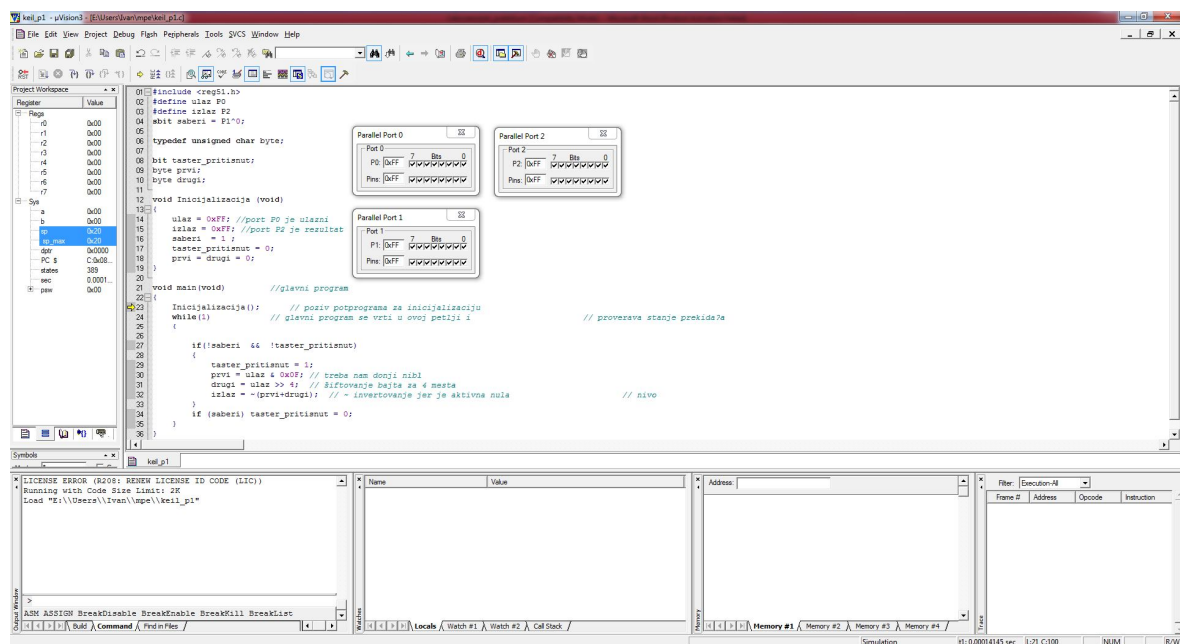 keil_p1 - µVision3 - [E:\Users\Ivan\mpe\keil_p1.c]
File Edit View Project Debug Flash Peripherals Tools SVCS Window Help
Project Workspace
Register Value
Regs
r0 0x00
r1 0x00
r2 0x00
r3 0x00
r4 0x00
r5 0x00
r6 0x00
r7 0x00
Sys
a 0x00
b 0x00
sp 0x20
sp_max 0x20
dptr 0x0000
PC $ C:0x08...
states 389
sec 0.0001...
psw 0x00
01 #include <reg51.h>
02 #define ulaz P0
03 #define izlaz P2
04 sbit saberi = P1^0;
05
06 typedef unsigned char byte;
07
08 bit taster_pritisnut;
09 byte prvi;
10 byte drugi;
11
12 void Inicijalizacija (void)
13 {
14 ulaz = 0xFF; //port P0 je ulazni
15 izlaz = 0xFF; //port P2 je rezultat
16 saberi = 1 ;
17 taster_pritisnut = 0;
18 prvi = drugi = 0;
19 }
20
21 void main(void) //glavni program
22 {
23 Inicijalizacija(); // poziv potprograma za inicijalizaciju
24 while(1) // glavni program se vrti u ovoj petlji i // proverava stanje prekida?a
25 {
26
27 if(!saberi && !taster_pritisnut)
28 {
29 taster_pritisnut = 1;
30 prvi = ulaz & 0x0F; // treba nam donji nibl
31 drugi = ulaz >> 4; // šiftovanje bajta za 4 mesta
32 izlaz = ~(prvi+drugi); // ~ invertovanje jer je aktivna nula // nivo
33 }
34 if (saberi) taster_pritisnut = 0;
35 }
36 }
Parallel Port 0
Port 0
7 Bits 0
P0: 0xFF
Pins: 0xFF
Parallel Port 2
Port 2
7 Bits 0
P2: 0xFF
Pins: 0xFF
Parallel Port 1
Port 1
7 Bits 0
P1: 0xFF
Pins: 0xFF
Symbols
keil_p1
LICENSE ERROR (R208: RENEW LICENSE ID CODE (LIC))
Running with Code Size Limit: 2K
Load "E:\\Users\\Ivan\\mpe\\keil_p1"
>
ASM ASSIGN BreakDisable BreakEnable BreakKill BreakList
Output Window
Build Command Find in Files
Watches
Name Value
Locals Watch #1 Watch #2 Call Stack
Memory
Address:
Memory #1 Memory #2 Memory #3 Memory #4
Trace
Filter: Execution-All
Frame # Address Opcode Instruction
Simulation t1: 0.00014145 sec L:21 C:100 NUM R/W